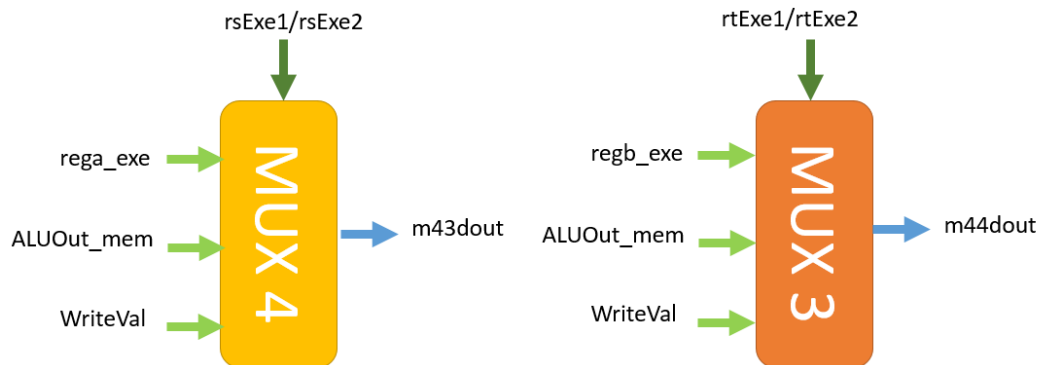 rsExe1/rsExe2
rega_exe
ALUOut_mem
WriteVal
MUX 4
m43dout
rtExe1/rtExe2
regb_exe
ALUOut_mem
WriteVal
MUX 3
m44dout